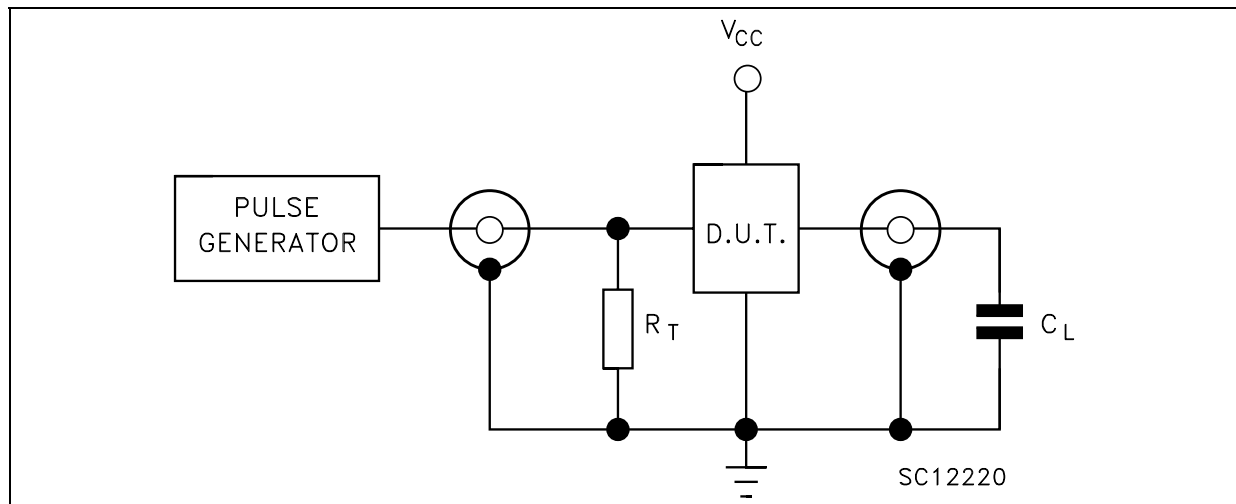 VCC
PULSE
GENERATOR
D.U.T.
RT
CL
SC12220